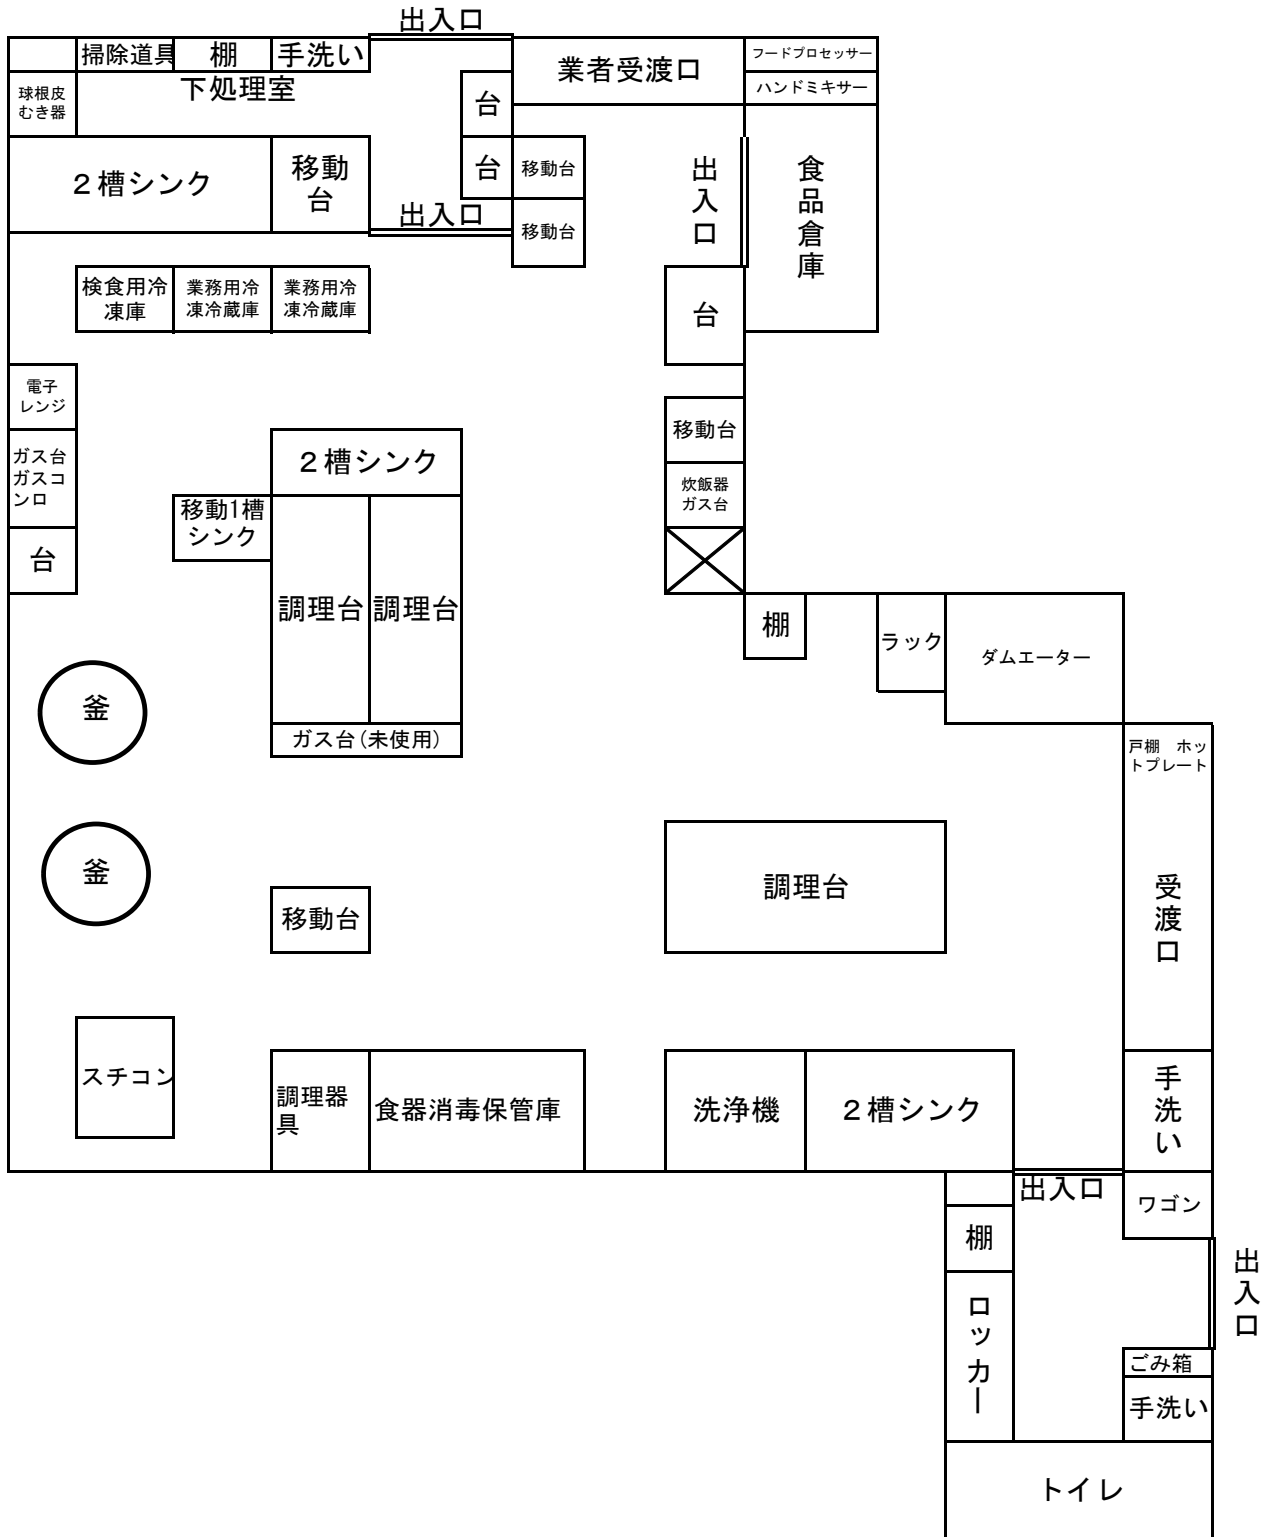 出入口
掃除道具
棚
手洗い
業者受渡口
フードプロセッサー
ハンドミキサー
下処理室
球根皮
むき器
台
２槽シンク
移動
台
台
移動台
出入口
移動台
出入口
食品倉庫
検食用冷
凍庫
業務用冷
凍冷蔵庫
業務用冷
凍冷蔵庫
台
電子
レンジ
移動台
ガス台
ガスコ
ンロ
２槽シンク
炊飯器
ガス台
移動1槽
シンク
台
調理台
調理台
棚
ラック
ダムエーター
釜
ガス台(未使用)
戸棚　ホッ
トプレート
釜
調理台
受渡口
移動台
スチコン
調理器
具
食器消毒保管庫
洗浄機
２槽シンク
手洗い
出入口
ワゴン
棚
出入口
ロッカー
ごみ箱
手洗い
トイレ